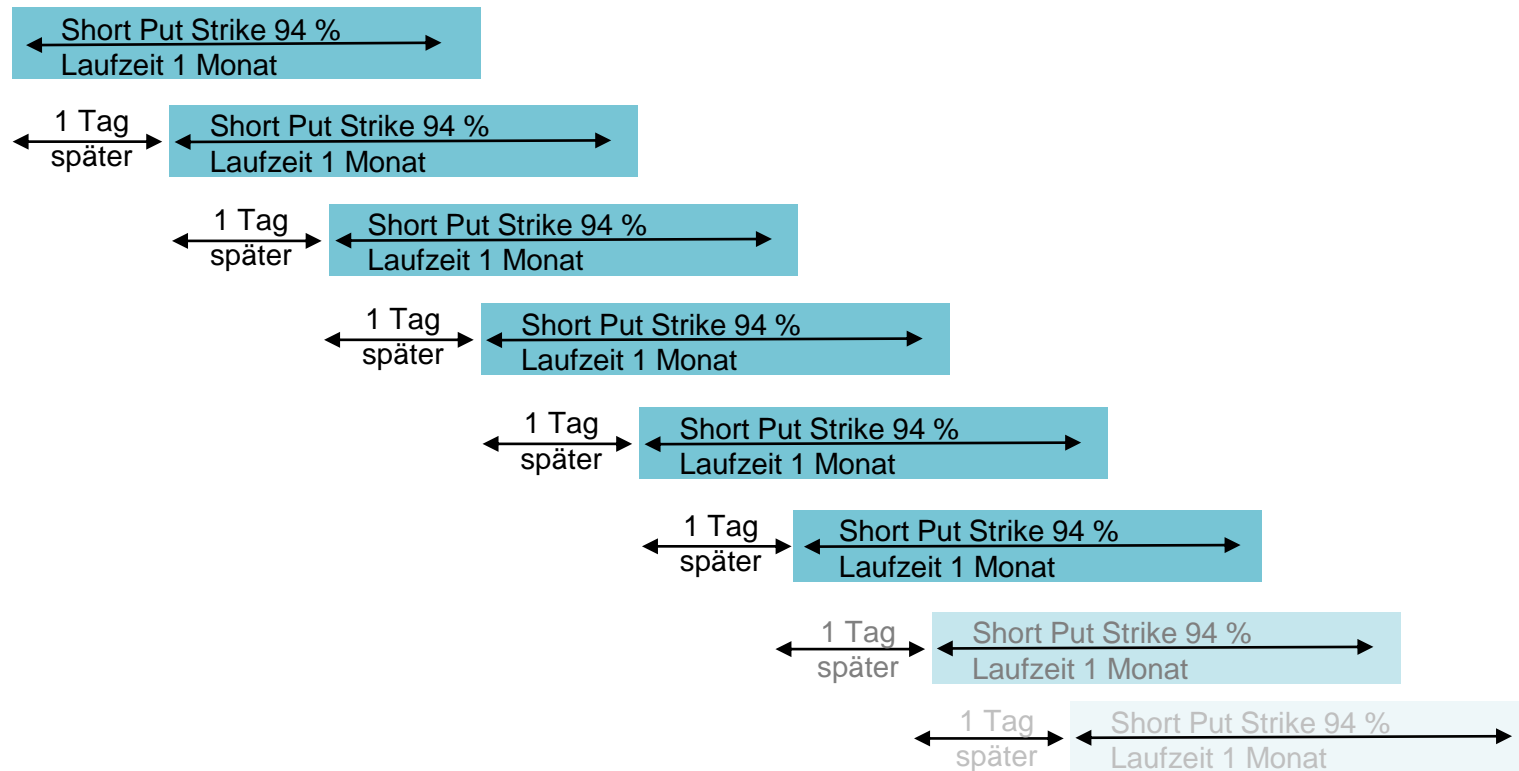 Short Put Strike 94 %
Laufzeit 1 Monat
1 Tag
später
Short Put Strike 94 %
Laufzeit 1 Monat
1 Tag
später
Short Put Strike 94 %
Laufzeit 1 Monat
1 Tag
später
Short Put Strike 94 %
Laufzeit 1 Monat
1 Tag
später
Short Put Strike 94 %
Laufzeit 1 Monat
1 Tag
später
Short Put Strike 94 %
Laufzeit 1 Monat
1 Tag
später
Short Put Strike 94 %
Laufzeit 1 Monat
1 Tag
später
Short Put Strike 94 %
Laufzeit 1 Monat